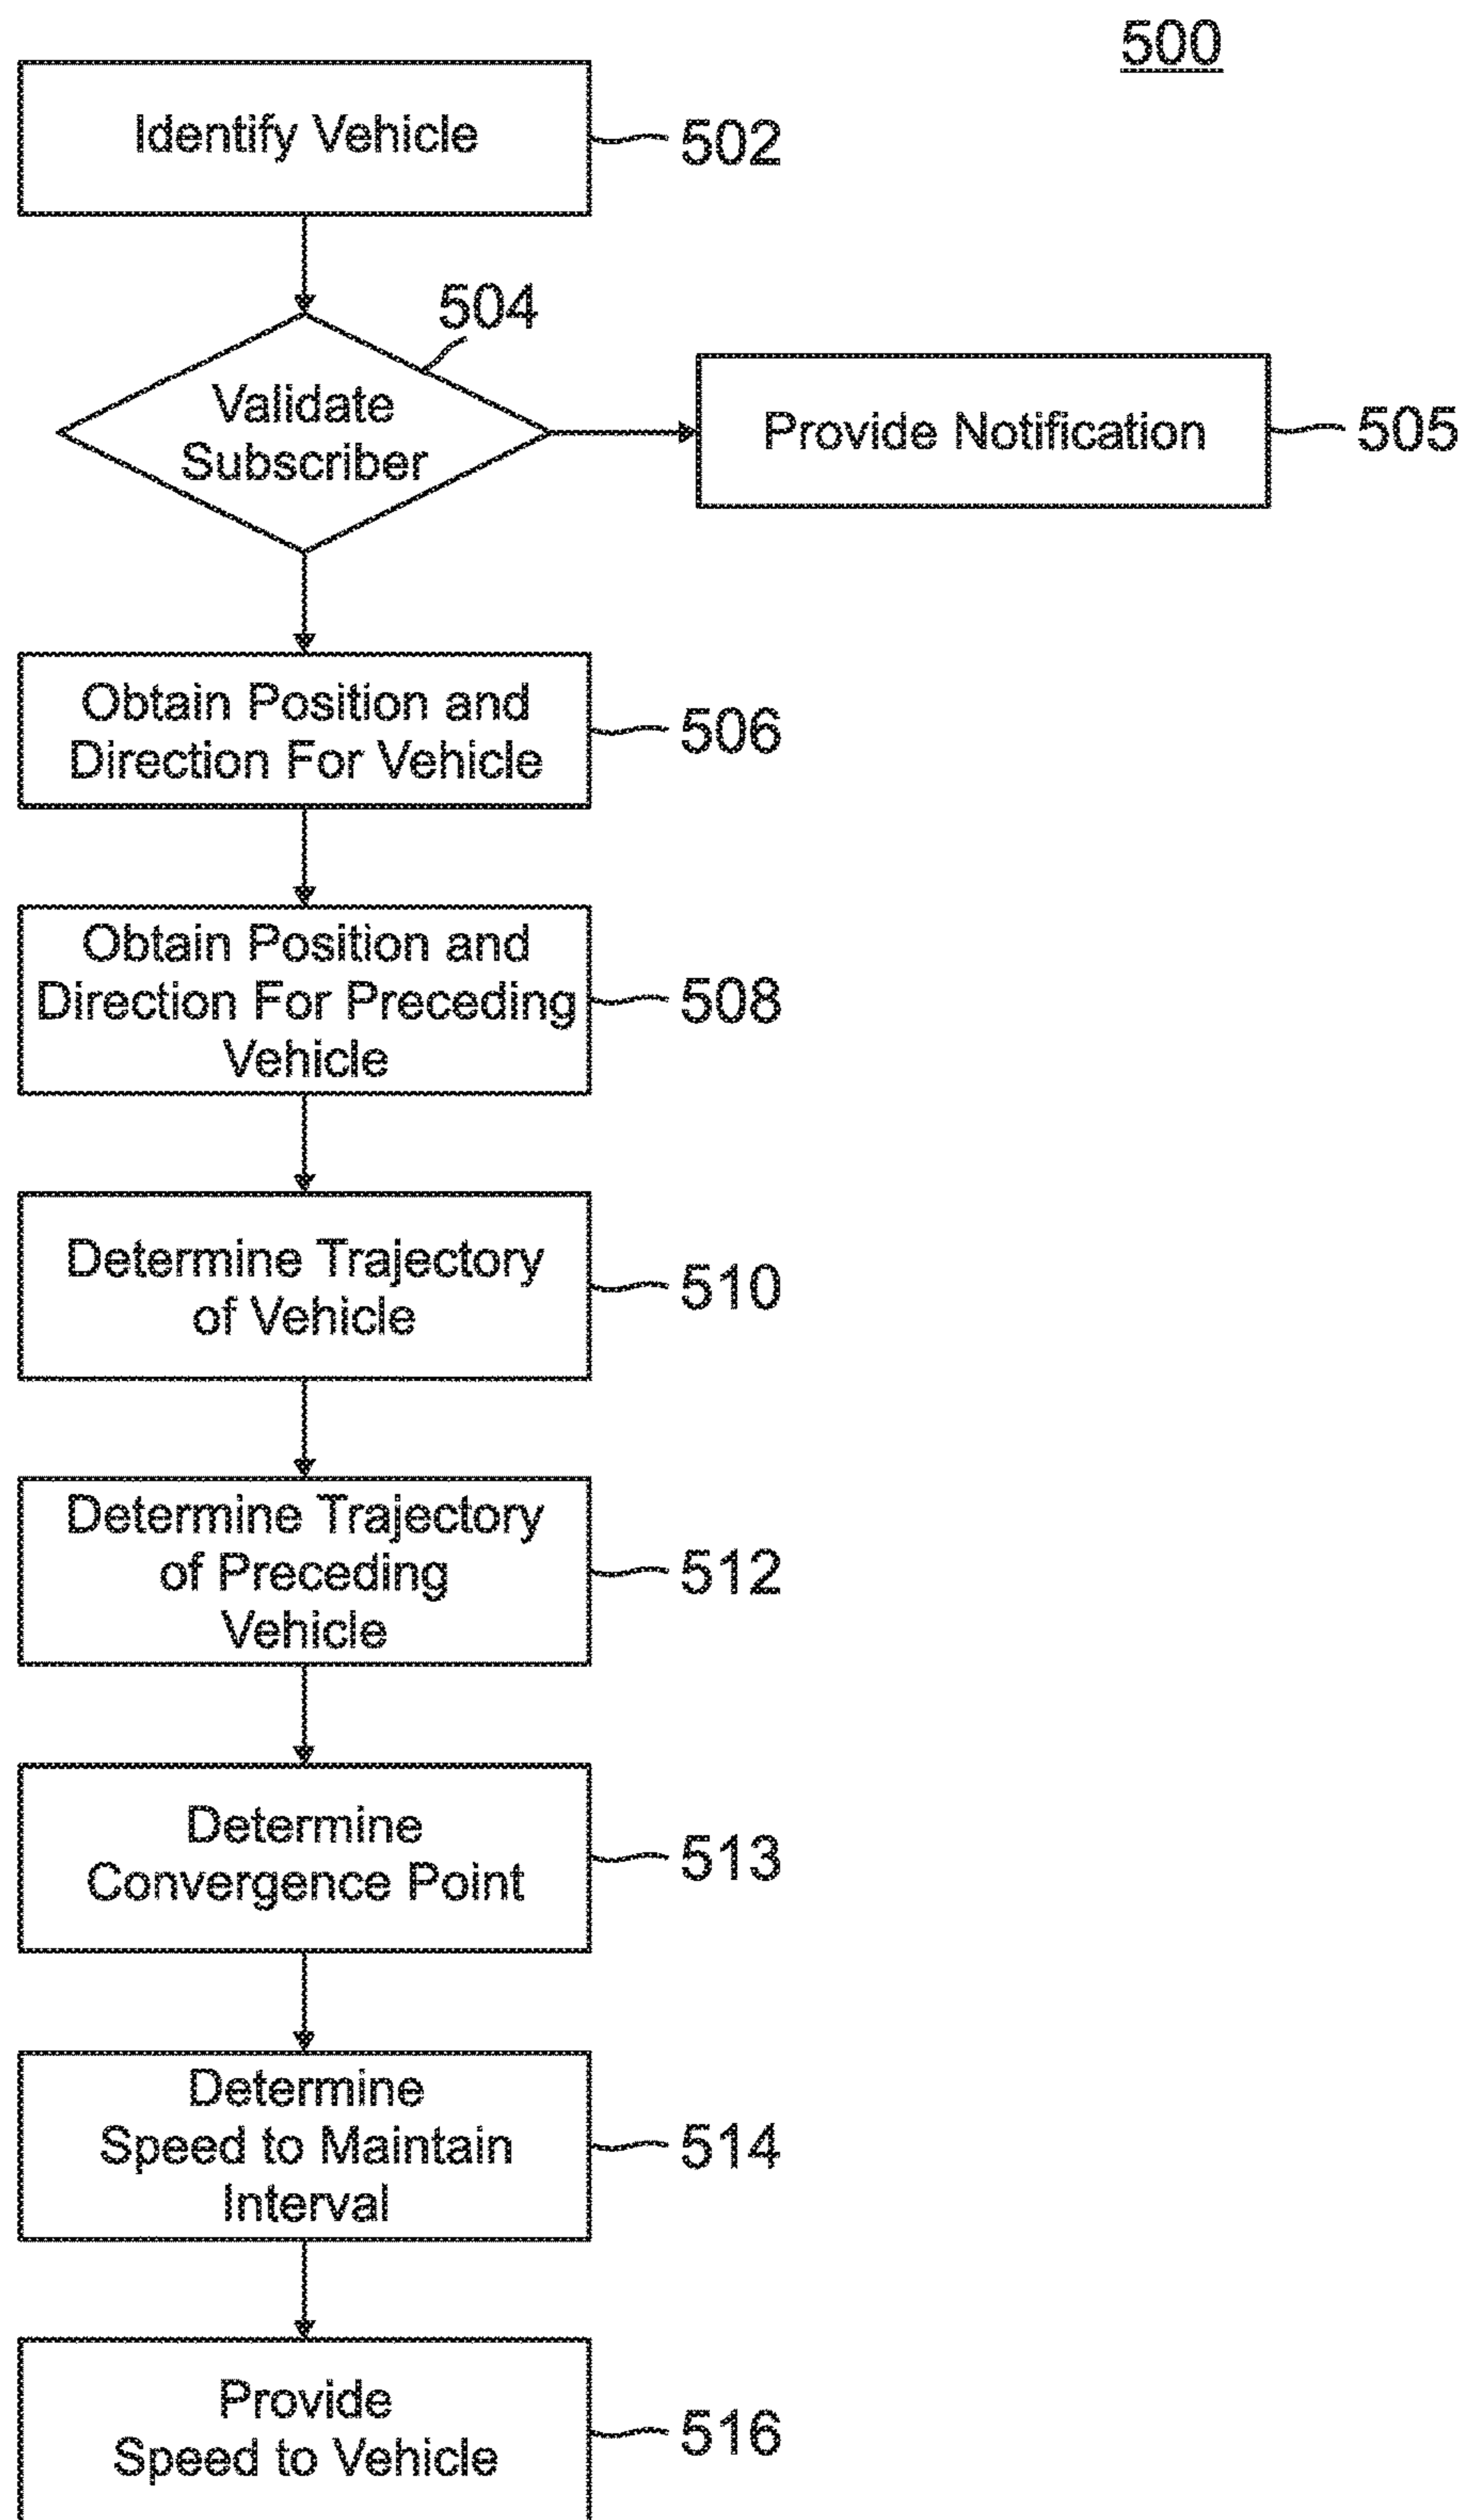 500
Identify Vehicle
502
504
Validate
Subscriber
Provide Notification
505
Obtain Position and
Direction For Vehicle
506
Obtain Position and
Direction For Preceding
Vehicle
508
Determine Trajectory
of Vehicle
510
Determine Trajectory
of Preceding
Vehicle
512
Determine
Convergence Point
513
Determine
Speed to Maintain
Interval
514
Provide
Speed to Vehicle
516